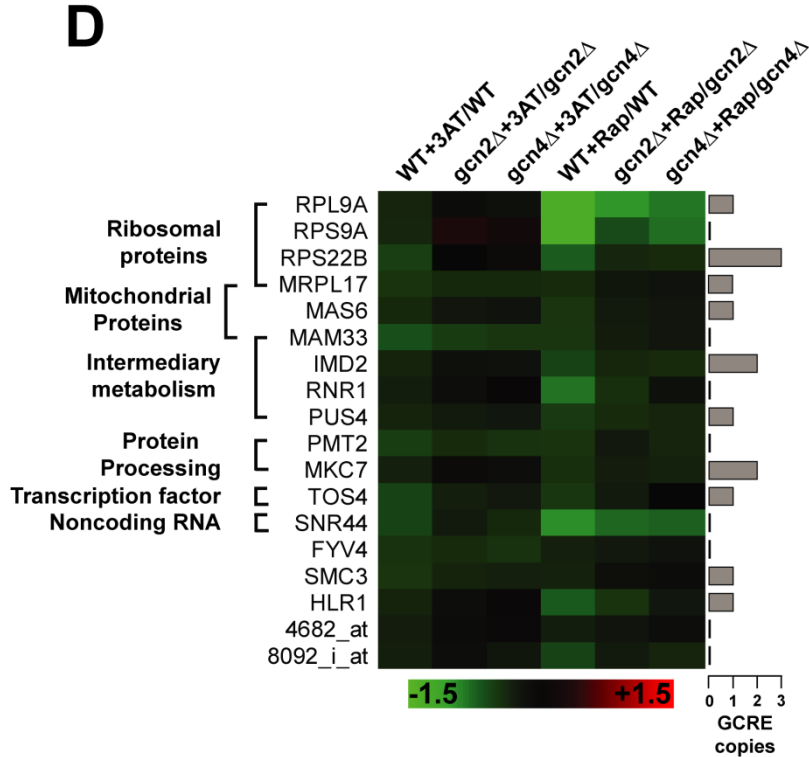 D
WT+3AT/WT
gcn2Δ+3AT/gcn2Δ
gcn4Δ+3AT/gcn4Δ
WT+Rap/WT
gcn2Δ+Rap/gcn2Δ
gcn4Δ+Rap/gcn4Δ
Ribosomal
proteins
Mitochondrial
Proteins
Intermediary
metabolism
Protein
Processing
Transcription factor
Noncoding RNA
RPL9A
RPS9A
RPS22B
MRPL17
MAS6
MAM33
IMD2
RNR1
PUS4
PMT2
MKC7
TOS4
SNR44
FYV4
SMC3
HLR1
4682_at
8092_i_at
-1.5 +1.5
0 1 2 3
GCRE
copies